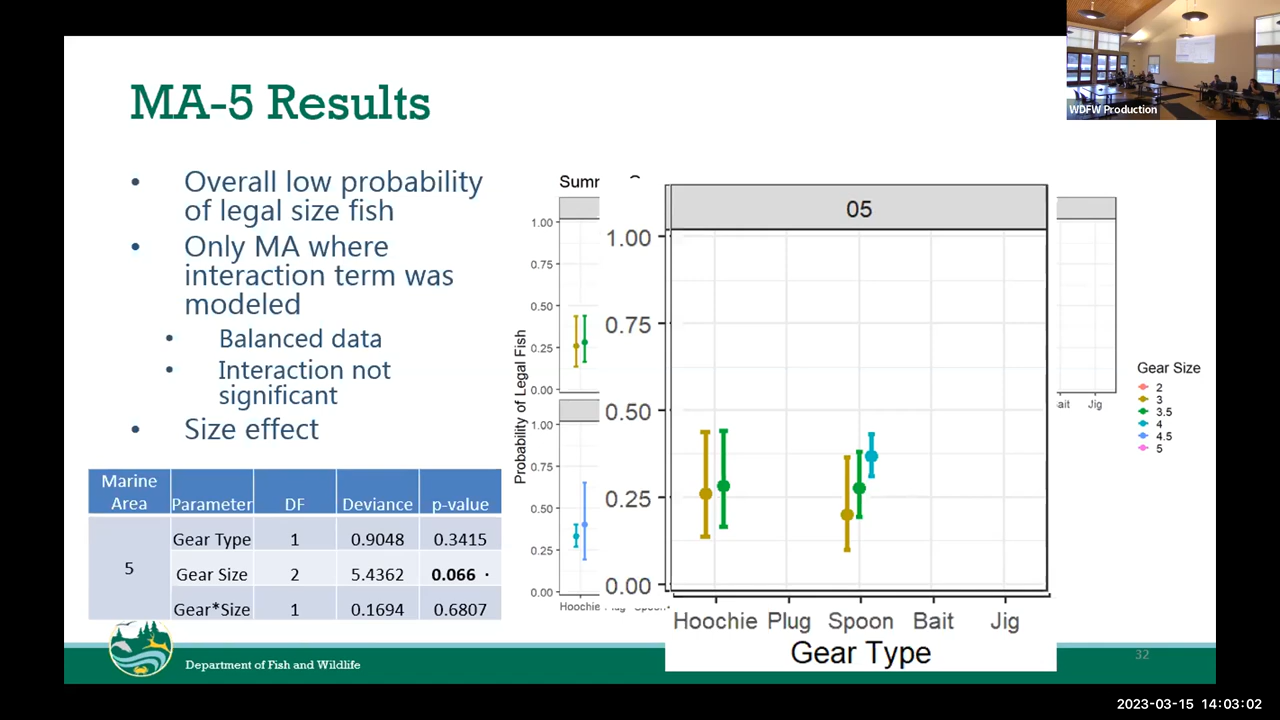 WDFW Production
MA-5 Results
• Overall low probability
of legal size fish
• Only MA where
interaction term was
modeled
• Balanced data
• Interaction not
significant
• Size effect
Marine Area Parameter DF Deviance p-value
5
Gear Type 1 0.9048 0.3415
Gear Size 2 5.4362 0.066 ·
Gear*Size 1 0.1694 0.6807
Department of Fish and Wildlife
Probability of Legal Fish
1.00
0.75
0.50
0.25
0.00
1.00
0.75
0.50
0.25
0.00
Hoochie
05
1.00
0.75
0.50
0.25
0.00
Hoochie Plug Spoon Bait Jig
Gear Type
Jig
Gear Size
2
3
3.5
4
4.5
5
32
2023-03-15 14:03:02